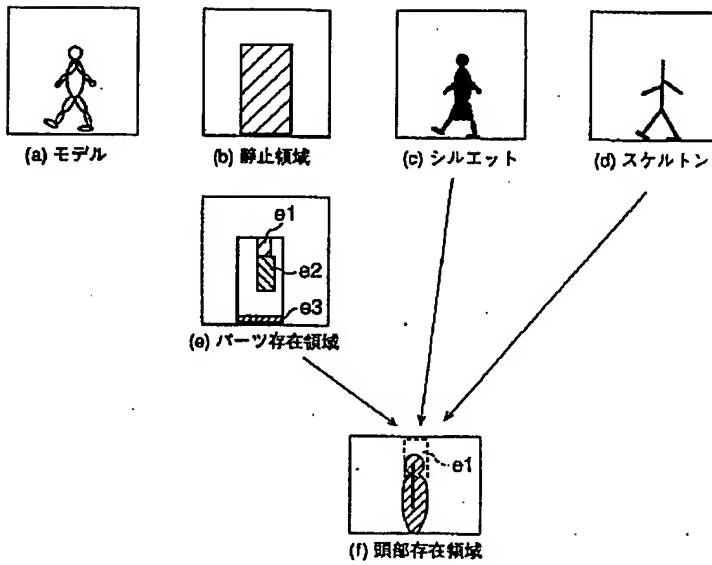 (a) モデル
(b) 静止領域
(c) シルエット
(d) スケルトン
e1
e2
e3
(e) パーツ存在領域
e1
(f) 頭部存在領域